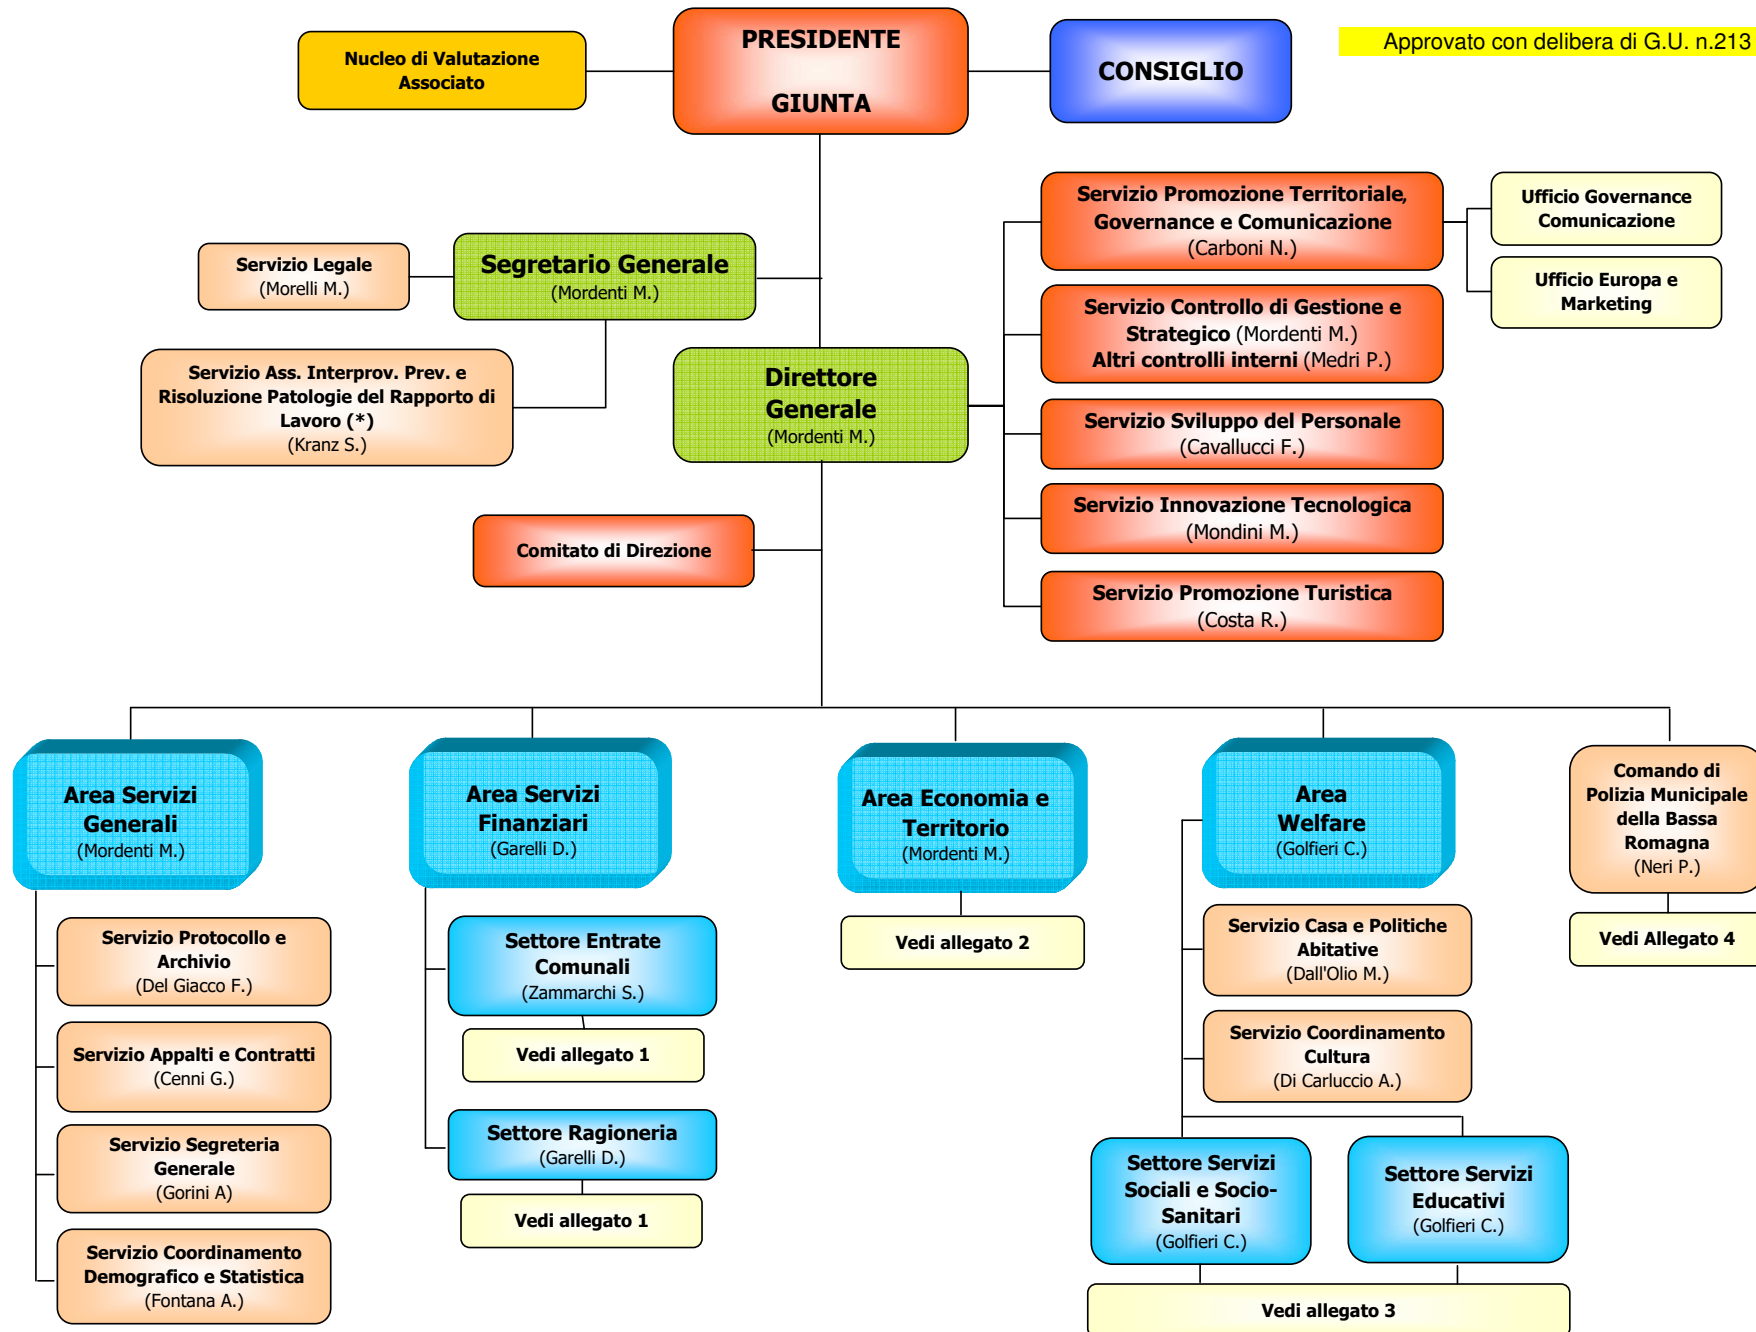 Approvato con delibera di G.U. n.213
Nucleo di Valutazione
Associato
PRESIDENTE
GIUNTA
CONSIGLIO
Servizio Legale
(Morelli M.)
Segretario Generale
(Mordenti M.)
Servizio Ass. Interprov. Prev. e
Risoluzione Patologie del Rapporto di
Lavoro (*)
(Kranz S.)
Direttore
Generale
(Mordenti M.)
Servizio Promozione Territoriale,
Governance e Comunicazione
(Carboni N.)
Ufficio Governance
Comunicazione
Ufficio Europa e
Marketing
Servizio Controllo di Gestione e
Strategico (Mordenti M.)
Altri controlli interni (Medri P.)
Servizio Sviluppo del Personale
(Cavallucci F.)
Servizio Innovazione Tecnologica
(Mondini M.)
Servizio Promozione Turistica
(Costa R.)
Comitato di Direzione
Area Servizi
Generali
(Mordenti M.)
Servizio Protocollo e
Archivio
(Del Giacco F.)
Servizio Appalti e Contratti
(Cenni G.)
Servizio Segreteria
Generale
(Gorini A)
Servizio Coordinamento
Demografico e Statistica
(Fontana A.)
Area Servizi
Finanziari
(Garelli D.)
Settore Entrate
Comunali
(Zammarchi S.)
Vedi allegato 1
Settore Ragioneria
(Garelli D.)
Vedi allegato 1
Area Economia e
Territorio
(Mordenti M.)
Vedi allegato 2
Area
Welfare
(Golfieri C.)
Servizio Casa e Politiche
Abitative
(Dall'Olio M.)
Servizio Coordinamento
Cultura
(Di Carluccio A.)
Settore Servizi
Sociali e Socio-
Sanitari
(Golfieri C.)
Settore Servizi
Educativi
(Golfieri C.)
Vedi allegato 3
Comando di
Polizia Municipale
della Bassa
Romagna
(Neri P.)
Vedi Allegato 4